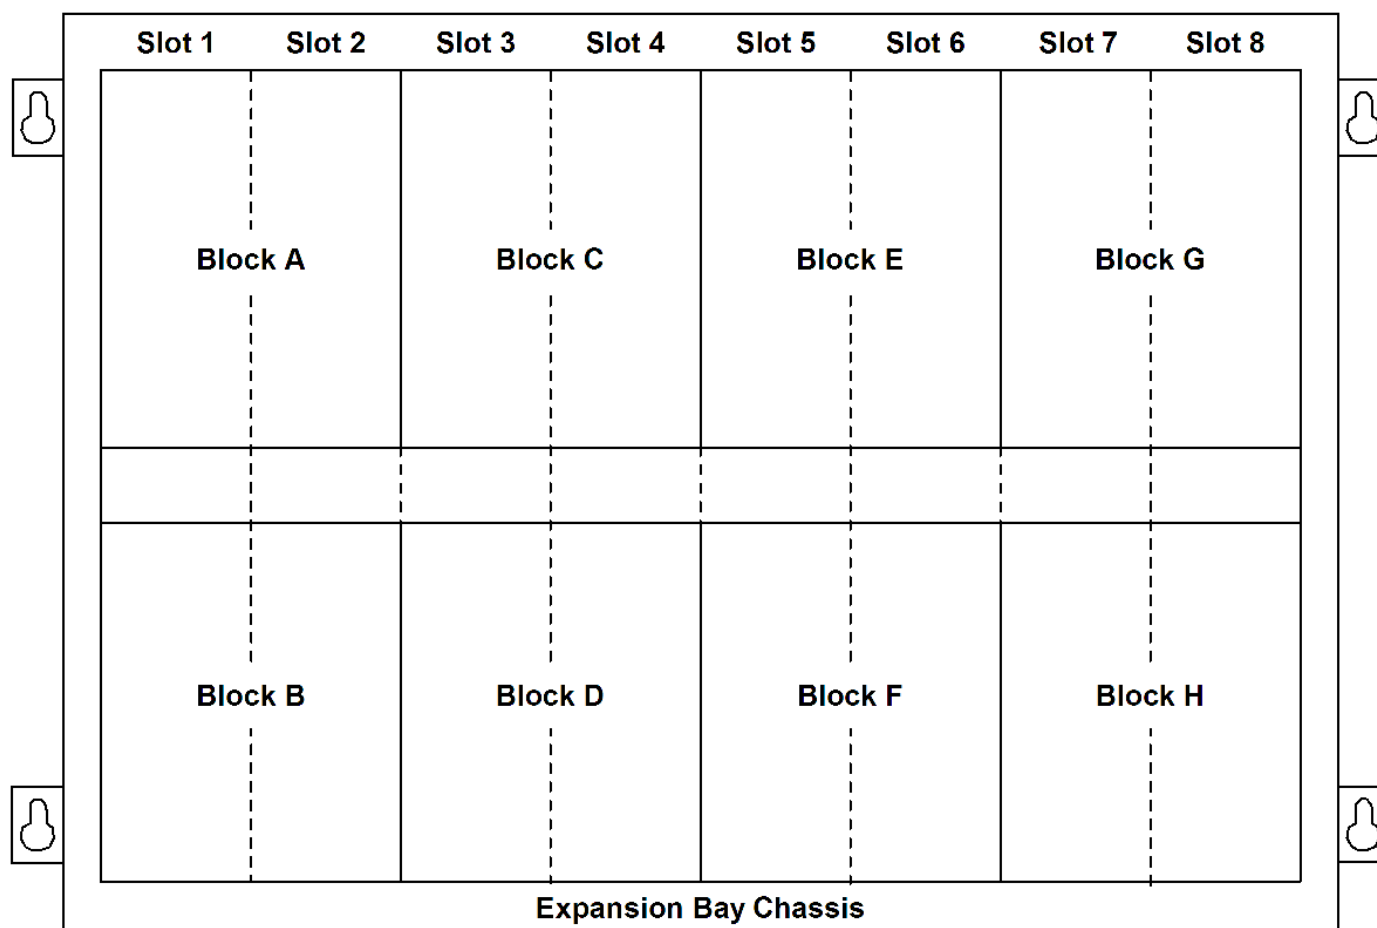 Slot 1 Slot 2 Slot 3 Slot 4 Slot 5 Slot 6 Slot 7 Slot 8
Block A Block C Block E Block G
Block B Block D Block F Block H
Expansion Bay Chassis